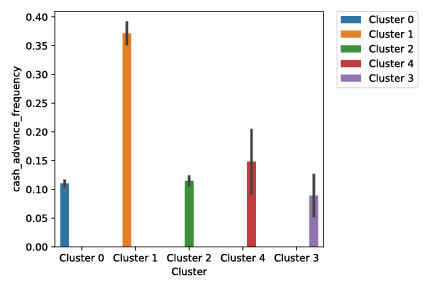 cash_advance_frequency
0.40
0.35
0.30
0.25
0.20
0.15
0.10
0.05
0.00
Cluster 0 Cluster 1 Cluster 2 Cluster 4 Cluster 3
Cluster
Cluster 0
Cluster 1
Cluster 2
Cluster 4
Cluster 3